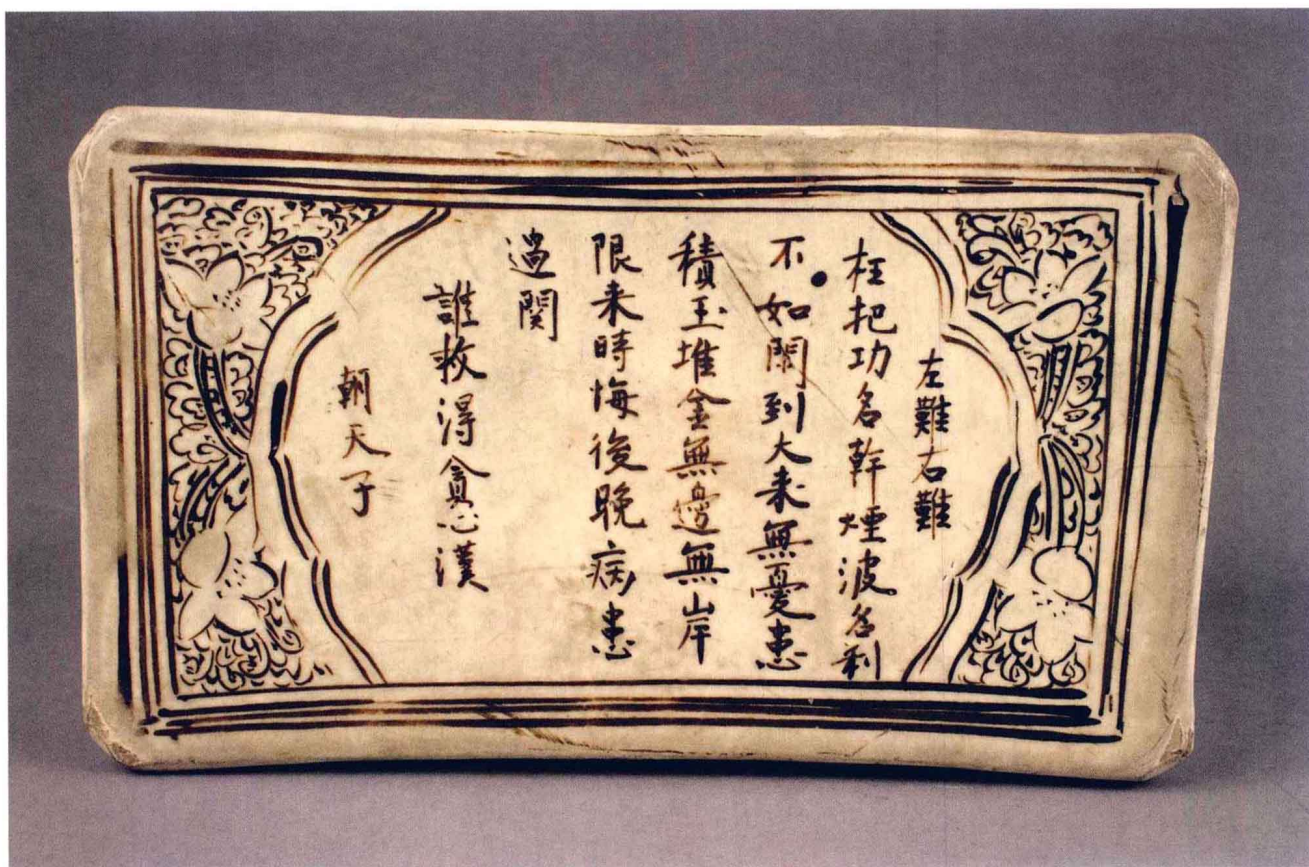 左難右難
枉把功名幹煙波名利
不如閑到大来無憂患
積玉堆金無邊無岸
限来時悔後晚病患
過関
誰救得貪心漢
朝天子